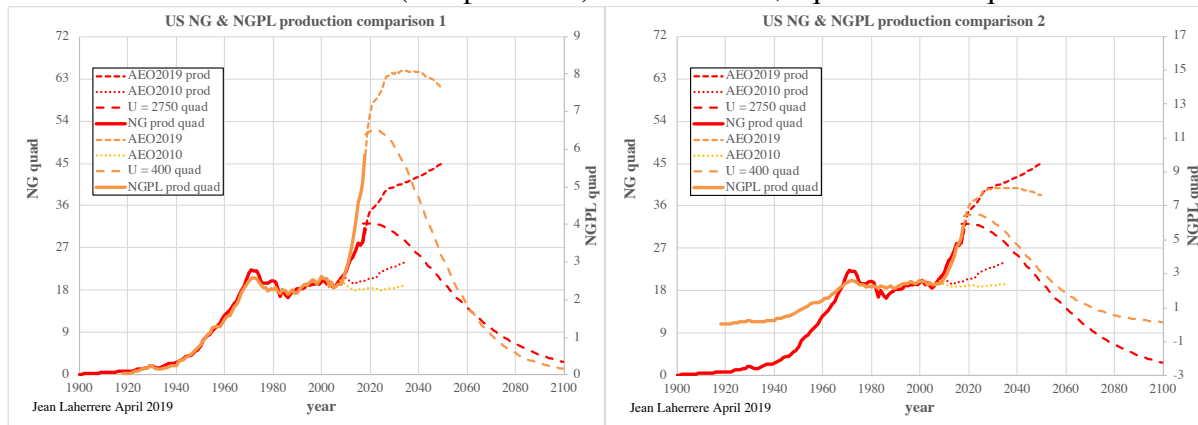 US NG & NGPL production comparison 1
72
63
54
45
36
27
18
9
0
NG quad
9
8
7
6
5
4
3
2
1
0
NGPL quad
AEO2019 prod
AEO2010 prod
U = 2750 quad
NG prod quad
AEO2019
AEO2010
U = 400 quad
NGPL prod quad
1900 1920 1940 1960 1980 2000 2020 2040 2060 2080 2100
Jean Laherrere April 2019
year
US NG & NGPL production comparison 2
72
63
54
45
36
27
18
9
0
NG quad
17
15
13
11
9
7
5
3
1
-1
-3
NGPL quad
AEO2019 prod
AEO2010 prod
U = 2750 quad
NG prod quad
AEO2019
AEO2010
U = 400 quad
NGPL prod quad
1900 1920 1940 1960 1980 2000 2020 2040 2060 2080 2100
Jean Laherrere April 2019
year